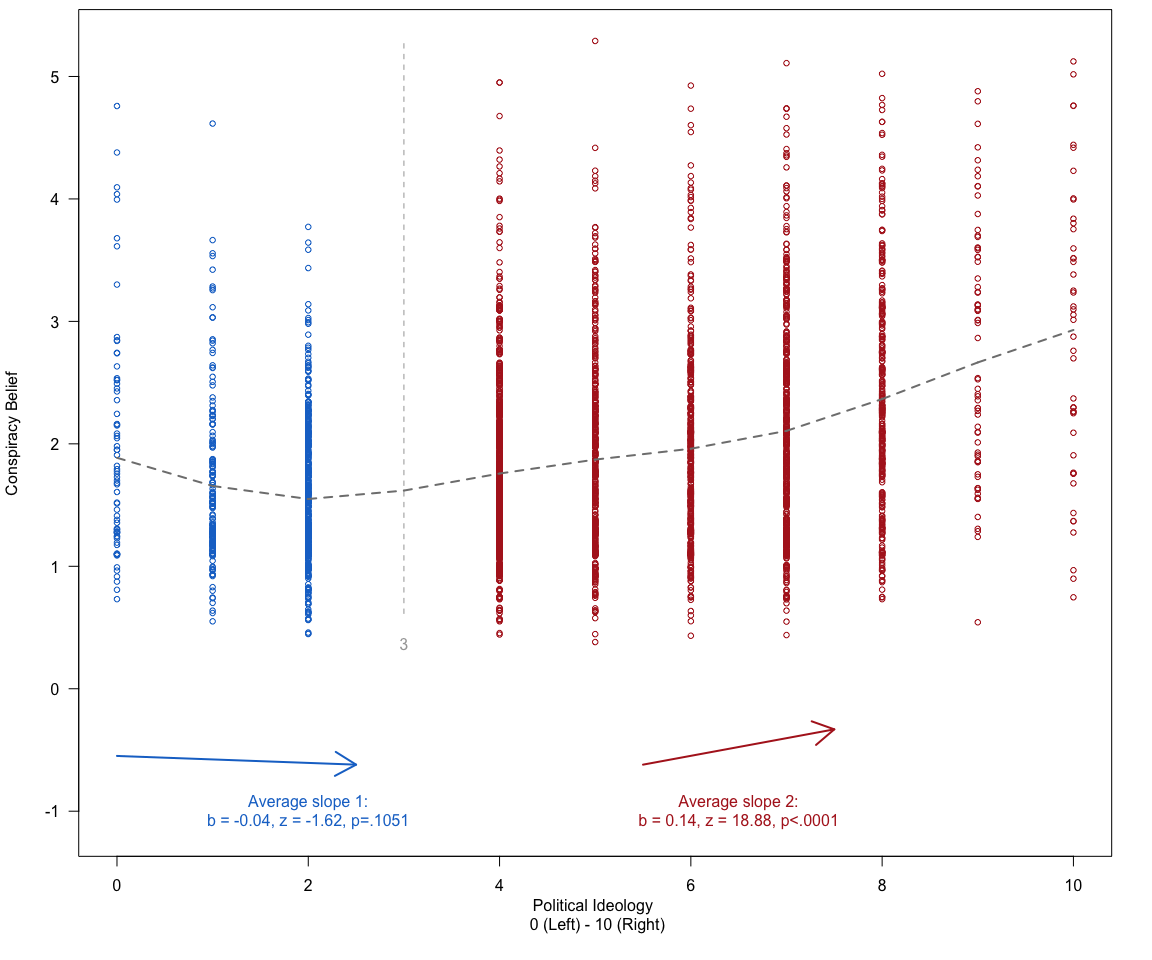 5
4
3
2
1
0
-1
Conspiracy Belief
3
Average slope 1:
b = -0.04, z = -1.62, p=.1051
Average slope 2:
b = 0.14, z = 18.88, p<.0001
0
2
4
6
8
10
Political Ideology
0 (Left) - 10 (Right)